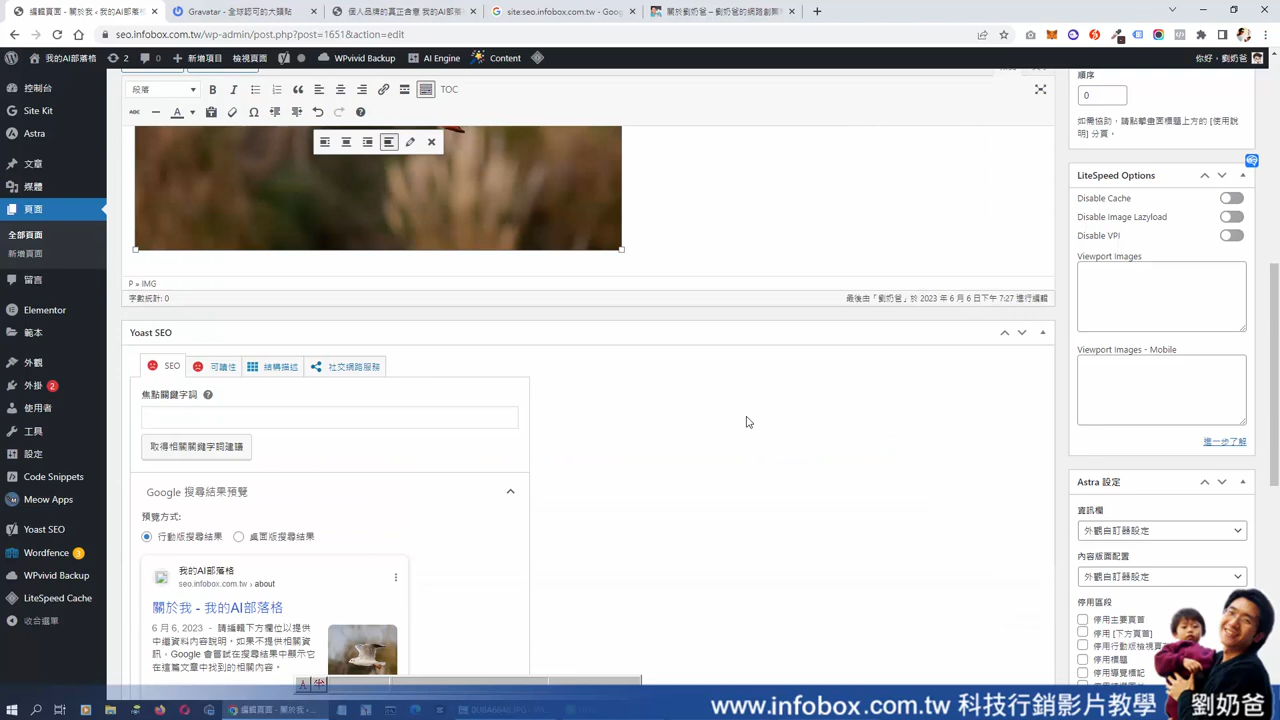 編輯頁面 - 關於我 ‹ 我的AI部落格
Gravatar - 全球認可的大頭貼
個人品牌的真正含意 我的AI部落格
site:seo.infobox.com.tw - Google
關於劉奶爸 – 劉奶爸的網路創業
seo.infobox.com.tw/wp-admin/post.php?post=1651&action=edit
我的AI部落格
2
0
新增項目
檢視頁面
WPvivid Backup
AI Engine
Content
你好, 劉奶爸
控制台
Site Kit
Astra
文章
媒體
頁面
全部頁面
新增頁面
留言
Elementor
範本
外觀
外掛 2
使用者
工具
設定
Code Snippets
Meow Apps
Yoast SEO
Wordfence 3
WPvivid Backup
LiteSpeed Cache
收合選單
段落
B
I
TOC
ABC
A
P » IMG
字數統計: 0
最後由「劉奶爸」於 2023 年 6 月 6 日下午 7:27 進行編輯
Yoast SEO
SEO
可讀性
結構描述
社交網路服務
焦點關鍵字詞
取得相關關鍵字詞建議
Google 搜尋結果預覽
預覽方式:
行動版搜尋結果
桌面版搜尋結果
我的AI部落格
seo.infobox.com.tw › about
關於我 - 我的AI部落格
6 月 6, 2023 － 請編輯下方欄位以提供
中繼資料內容說明。如果不提供相關資
訊，Google 會嘗試在搜尋結果中顯示它
在這篇文章中找到的相關內容。
順序
0
如需協助，請點擊畫面標題上方的 [使用說
明] 分頁。
LiteSpeed Options
Disable Cache
Disable Image Lazyload
Disable VPI
Viewport Images
Viewport Images - Mobile
進一步了解
Astra 設定
資訊欄
外觀自訂器設定
內容版面配置
外觀自訂器設定
停用區段
停用主要頁首
停用 [下方頁首]
停用行動版檢視頁
停用標題
停用導覽標記
編輯頁面 - 關於我...
0U8A6646.JPG - ...
www.infobox.com.tw 科技行銷影片教學
劉奶爸